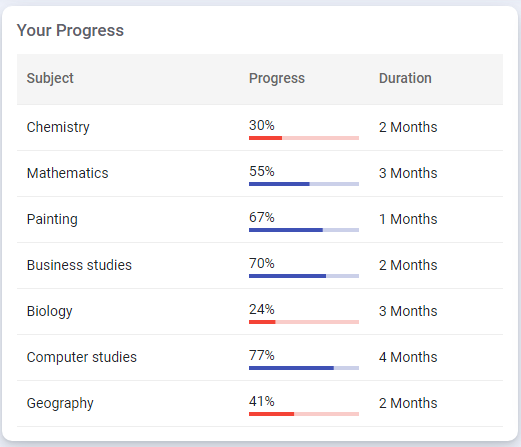 Your Progress
Subject Progress Duration
Chemistry 30% 2 Months
Mathematics 55% 3 Months
Painting 67% 1 Months
Business studies 70% 2 Months
Biology 24% 3 Months
Computer studies 77% 4 Months
Geography 41% 2 Months